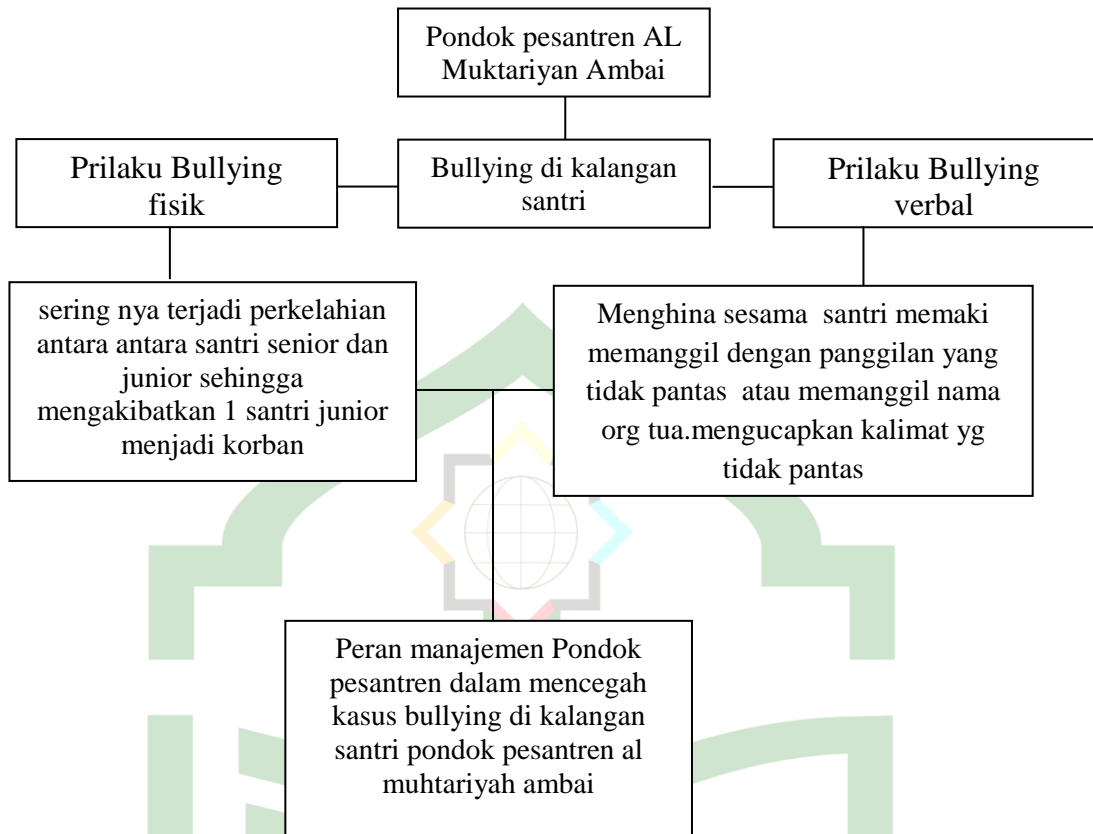 Pondok pesantren AL
Muktariyan Ambai
Prilaku Bullying
fisik
Bullying di kalangan
santri
Prilaku Bullying
verbal
sering nya terjadi perkelahian
antara antara santri senior dan
junior sehingga
mengakibatkan 1 santri junior
menjadi korban
Menghina sesama santri memaki
memanggil dengan panggilan yang
tidak pantas atau memanggil nama
org tua.mengucapkan kalimat yg
tidak pantas
Peran manajemen Pondok
pesantren dalam mencegah
kasus bullying di kalangan
santri pondok pesantren al
muhtariyah ambai